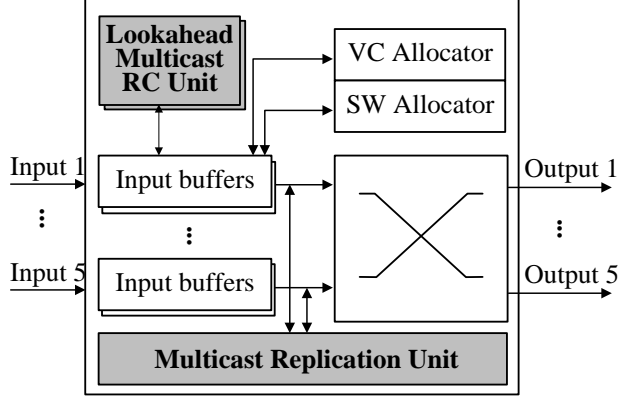 Lookahead
Multicast
RC Unit
VC Allocator
SW Allocator
Input 1
Input buffers
Output 1
Input 5
Input buffers
Output 5
Multicast Replication Unit